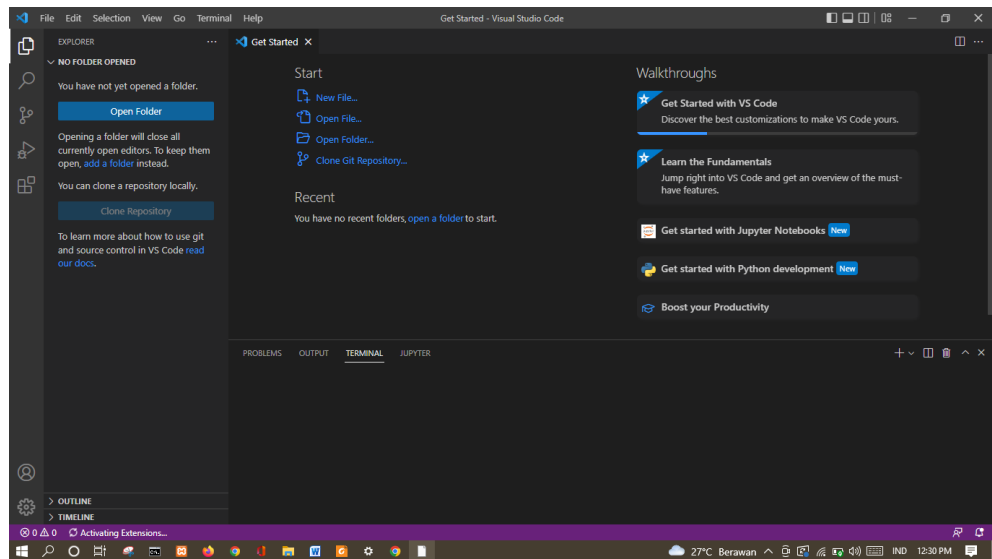 File Edit Selection View Go Terminal Help
Get Started - Visual Studio Code
EXPLORER
NO FOLDER OPENED
You have not yet opened a folder.
Open Folder
Opening a folder will close all
currently open editors. To keep them
open, add a folder instead.
You can clone a repository locally.
Clone Repository
To learn more about how to use git
and source control in VS Code read
our docs.
OUTLINE
TIMELINE
Get Started
Start
New File...
Open File...
Open Folder...
Clone Git Repository...
Recent
You have no recent folders, open a folder to start.
Walkthroughs
Get Started with VS Code
Discover the best customizations to make VS Code yours.
Learn the Fundamentals
Jump right into VS Code and get an overview of the must-
have features.
Get started with Jupyter Notebooks New
Get started with Python development New
Boost your Productivity
PROBLEMS OUTPUT TERMINAL JUPYTER
0 0 Activating Extensions...
27°C Berawan IND 12:30 PM